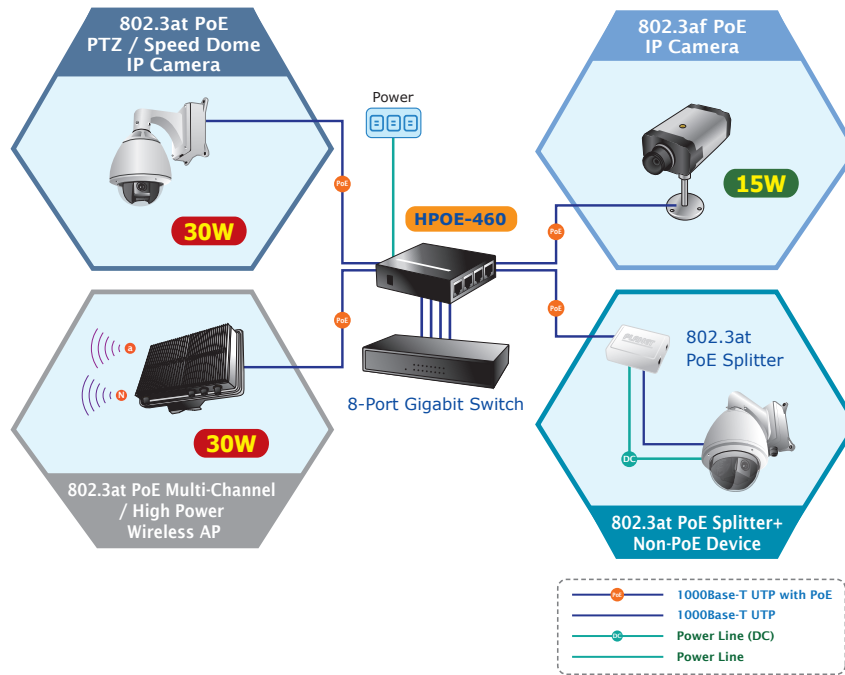 802.3at PoE
PTZ / Speed Dome
IP Camera
30W
Power
PoE
PoE
HPOE-460
8-Port Gigabit Switch
802.3af PoE
IP Camera
15W
PoE
PoE
a
N
30W
802.3at PoE Multi-Channel
/ High Power
Wireless AP
PLANET
802.3at
PoE Splitter
DC
802.3at PoE Splitter+
Non-PoE Device
PoE
1000Base-T UTP with PoE
1000Base-T UTP
DC
Power Line (DC)
Power Line